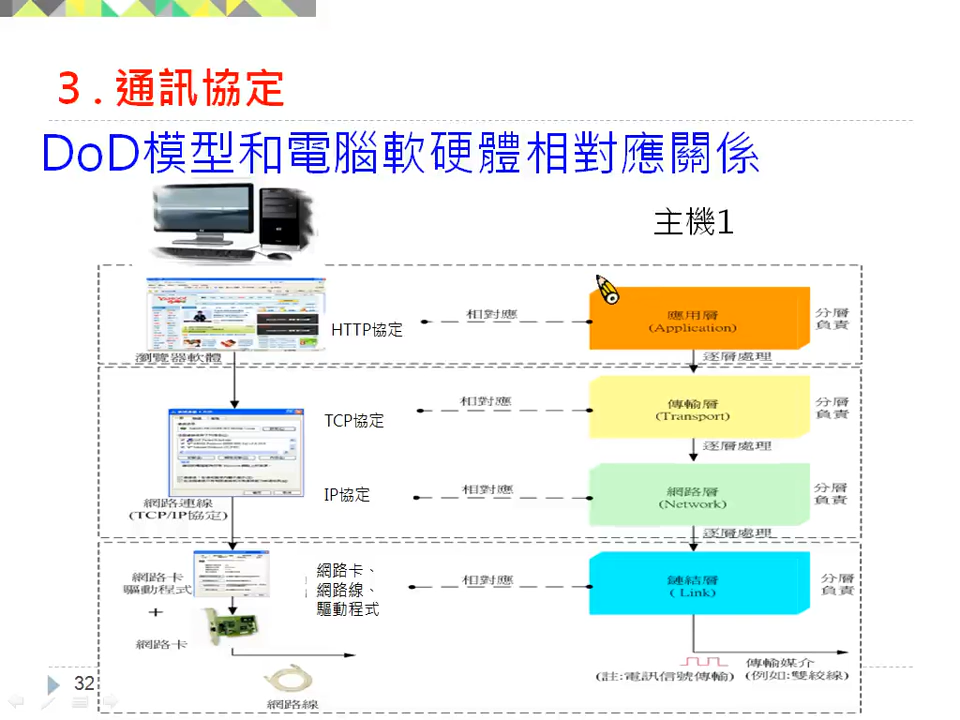 3 . 通訊協定
DoD模型和電腦軟硬體相對應關係
主機1
HTTP協定
相對應
應用層
(Application)
分層
負責
瀏覽器軟體
逐層處理
TCP協定
相對應
傳輸層
(Transport)
分層
負責
逐層處理
IP協定
相對應
網路層
(Network)
分層
負責
網路連線
(TCP/IP協定)
逐層處理
網路卡
驅動程式
+
網路卡
網路卡、
網路線、
驅動程式
相對應
鏈結層
( Link)
分層
負責
傳輸媒介
(註:電訊信號傳輸)
(例如:雙絞線)
網路線
32